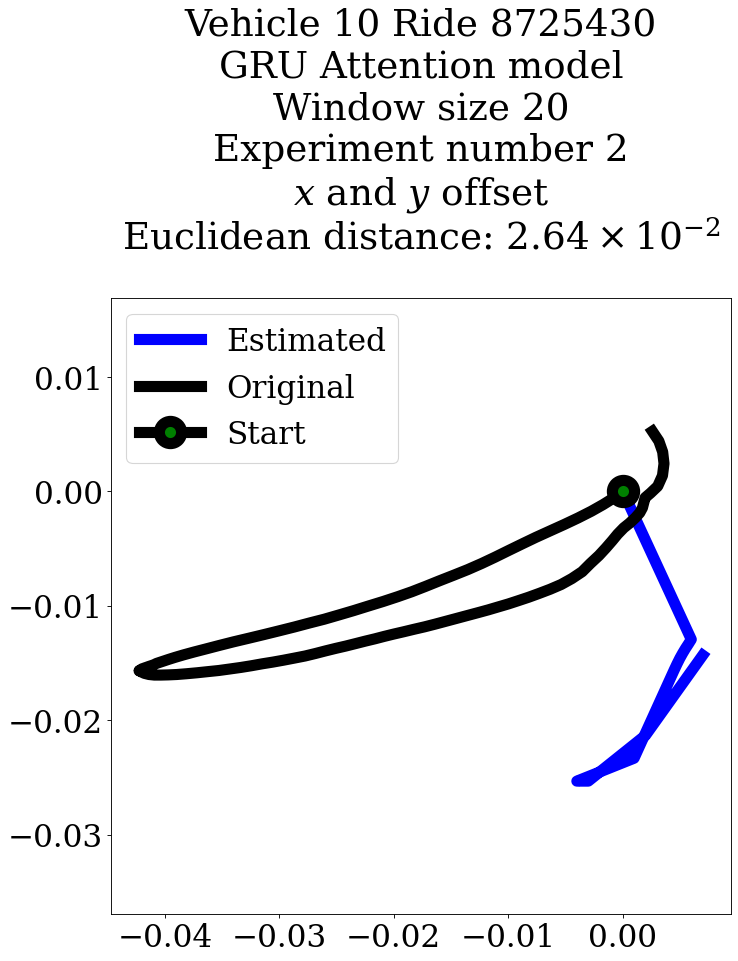 Vehicle 10 Ride 8725430
GRU Attention model
Window size 20
Experiment number 2
x and y offset
Euclidean distance: 2.64 × 10⁻²
Estimated
Original
Start
0.01
0.00
−0.01
−0.02
−0.03
−0.04 −0.03 −0.02 −0.01 0.00